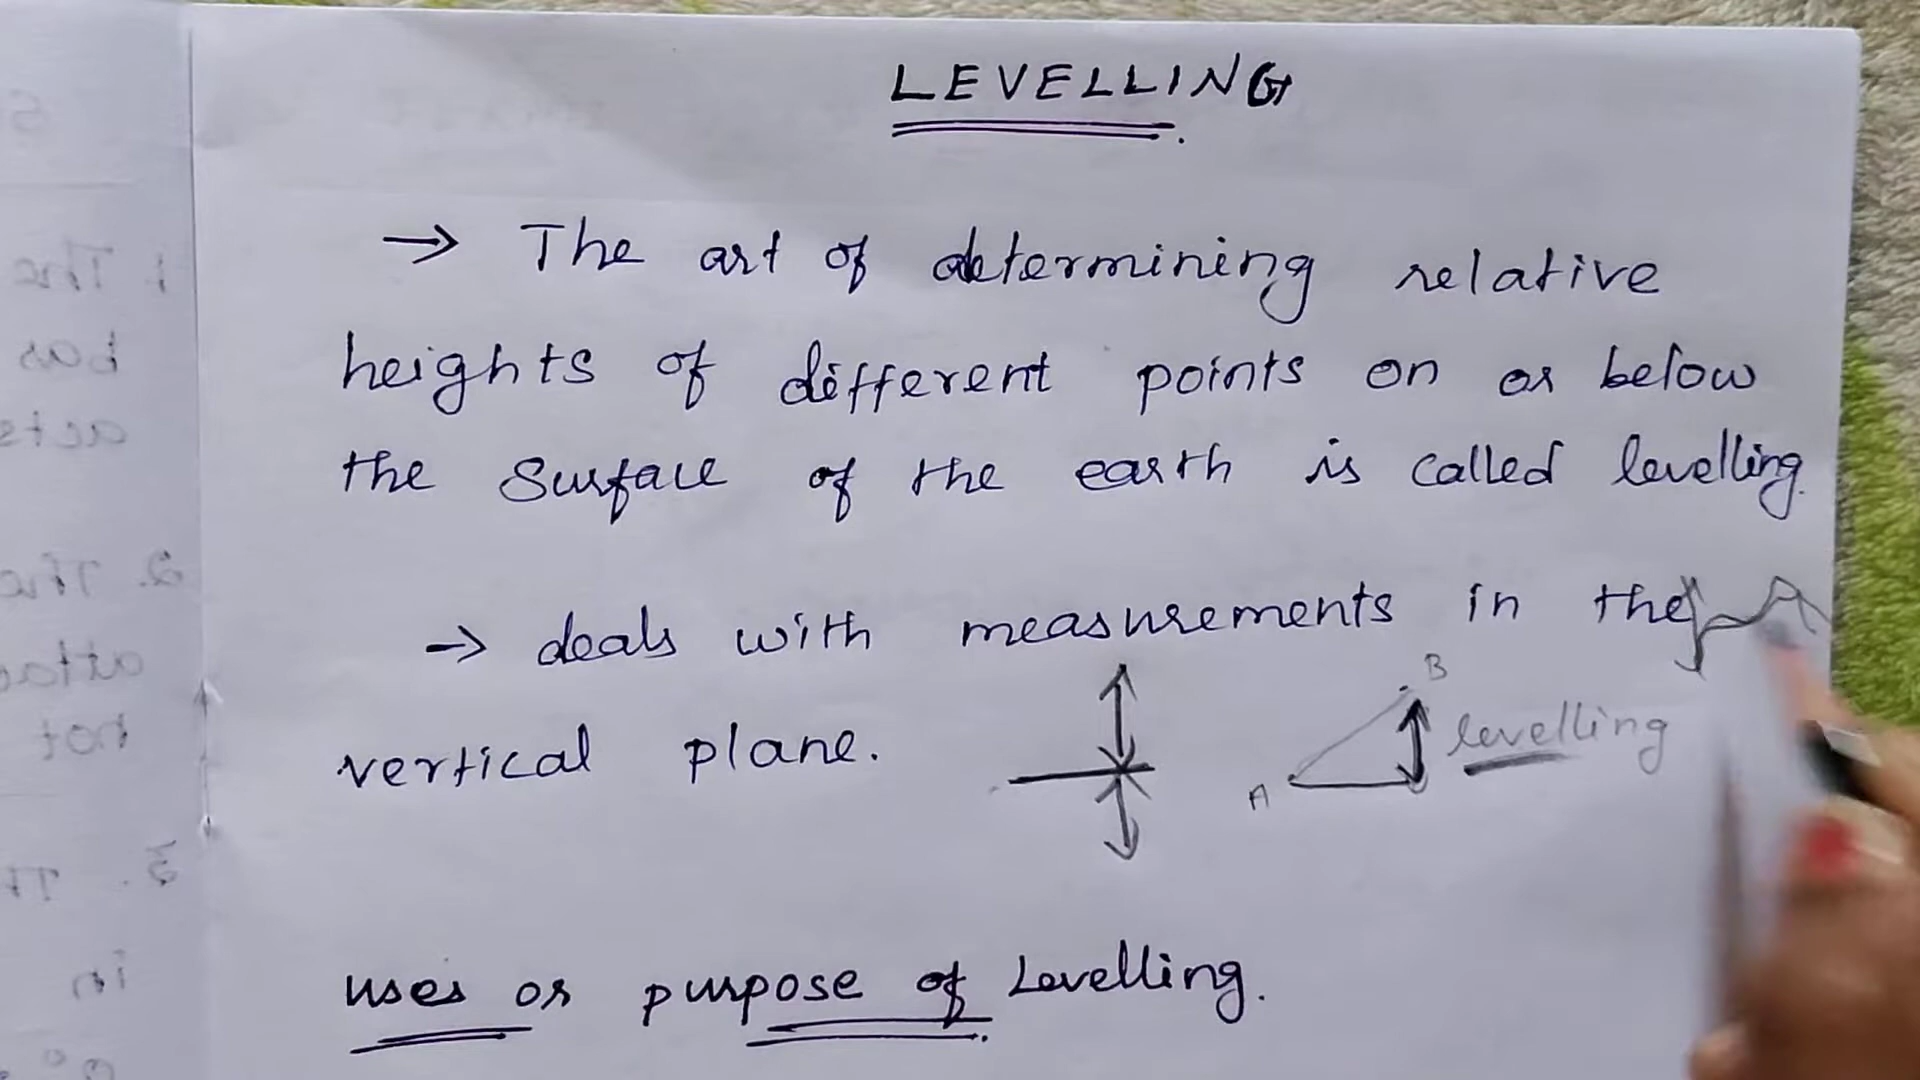 LEVELLING
→ The art of determining relative
heights of different points on or below
the surface of the earth is called levelling.
→ deals with measurements in the
B
levelling
vertical plane.
A
uses or purpose of Levelling.